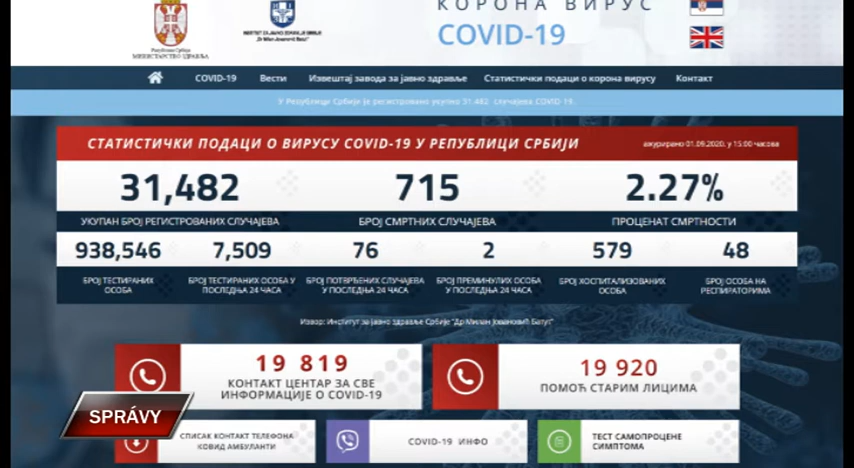 КОРОНА ВИРУС
COVID-19
Република Србија
МИНИСТАРСТВО ЗДРАВЉА
COVID-19 Вести Извештај завода за јавно здравље Статистички подаци о корона вирусу Контакт
У Републици Србији је регистровано укупно 31.482 случајева COVID-19.
СТАТИСТИЧКИ ПОДАЦИ О ВИРУСУ COVID-19 У РЕПУБЛИЦИ СРБИЈИ
ажурирано 01.09.2020. у 15:00 часова
31,482 715 2.27%
УКУПАН БРОЈ РЕГИСТРОВАНИХ СЛУЧАЈЕВА БРОЈ СМРТНИХ СЛУЧАЈЕВА ПРОЦЕНАТ СМРТНОСТИ
938,546 7,509 76 2 579 48
БРОЈ ТЕСТИРАНИХ ОСОБА
БРОЈ ТЕСТИРАНИХ ОСОБА У ПОСЛЕДЊА 24 ЧАСА
БРОЈ ПОТВРЂЕНИХ СЛУЧАЈЕВА У ПОСЛЕДЊА 24 ЧАСА
БРОЈ ПРЕМИНУЛИХ ОСОБА У ПОСЛЕДЊА 24 ЧАСА
БРОЈ ХОСПИТАЛИЗОВАНИХ ОСОБА
БРОЈ ОСОБА НА РЕСПИРАТОРИМА
Извор: Институт за јавно здравље Србије "Др Милан Јовановић Батут"
19 819
КОНТАКТ ЦЕНТАР ЗА СВЕ
ИНФОРМАЦИЈЕ О COVID-19
19 920
ПОМОЋ СТАРИМ ЛИЦИМА
SPRÁVY
СПИСАК КОНТАКТ ТЕЛЕФОНА
КОВИД АМБУЛАНТИ
COVID-19 ИНФО
ТЕСТ САМОПРОЦЕНЕ
СИМПТОМА